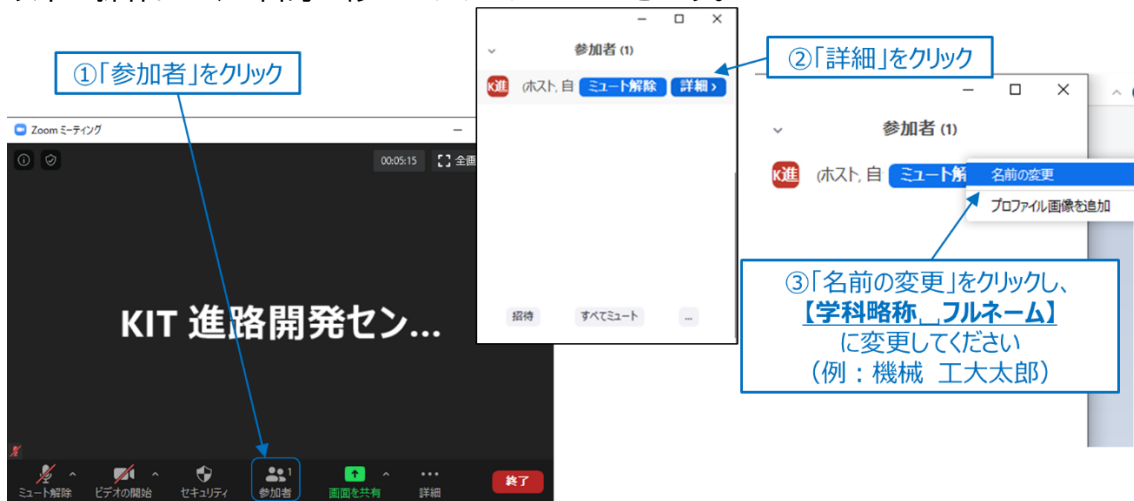 ①「参加者」をクリック
Zoom ミーティング
00:05:15
全画
KIT 進路開発セン...
ミュート解除
ビデオの開始
セキュリティ
参加者
1
画面を共有
詳細
終了
参加者 (1)
K進 (ホスト, 自 ミュート解除 詳細 >
招待
すべてミュート
...
②「詳細」をクリック
参加者 (1)
K進 (ホスト, 自 ミュート解
名前の変更
プロファイル画像を追加
③「名前の変更」をクリックし、
【学科略称␣フルネーム】
に変更してください
（例：機械 工大太郎）